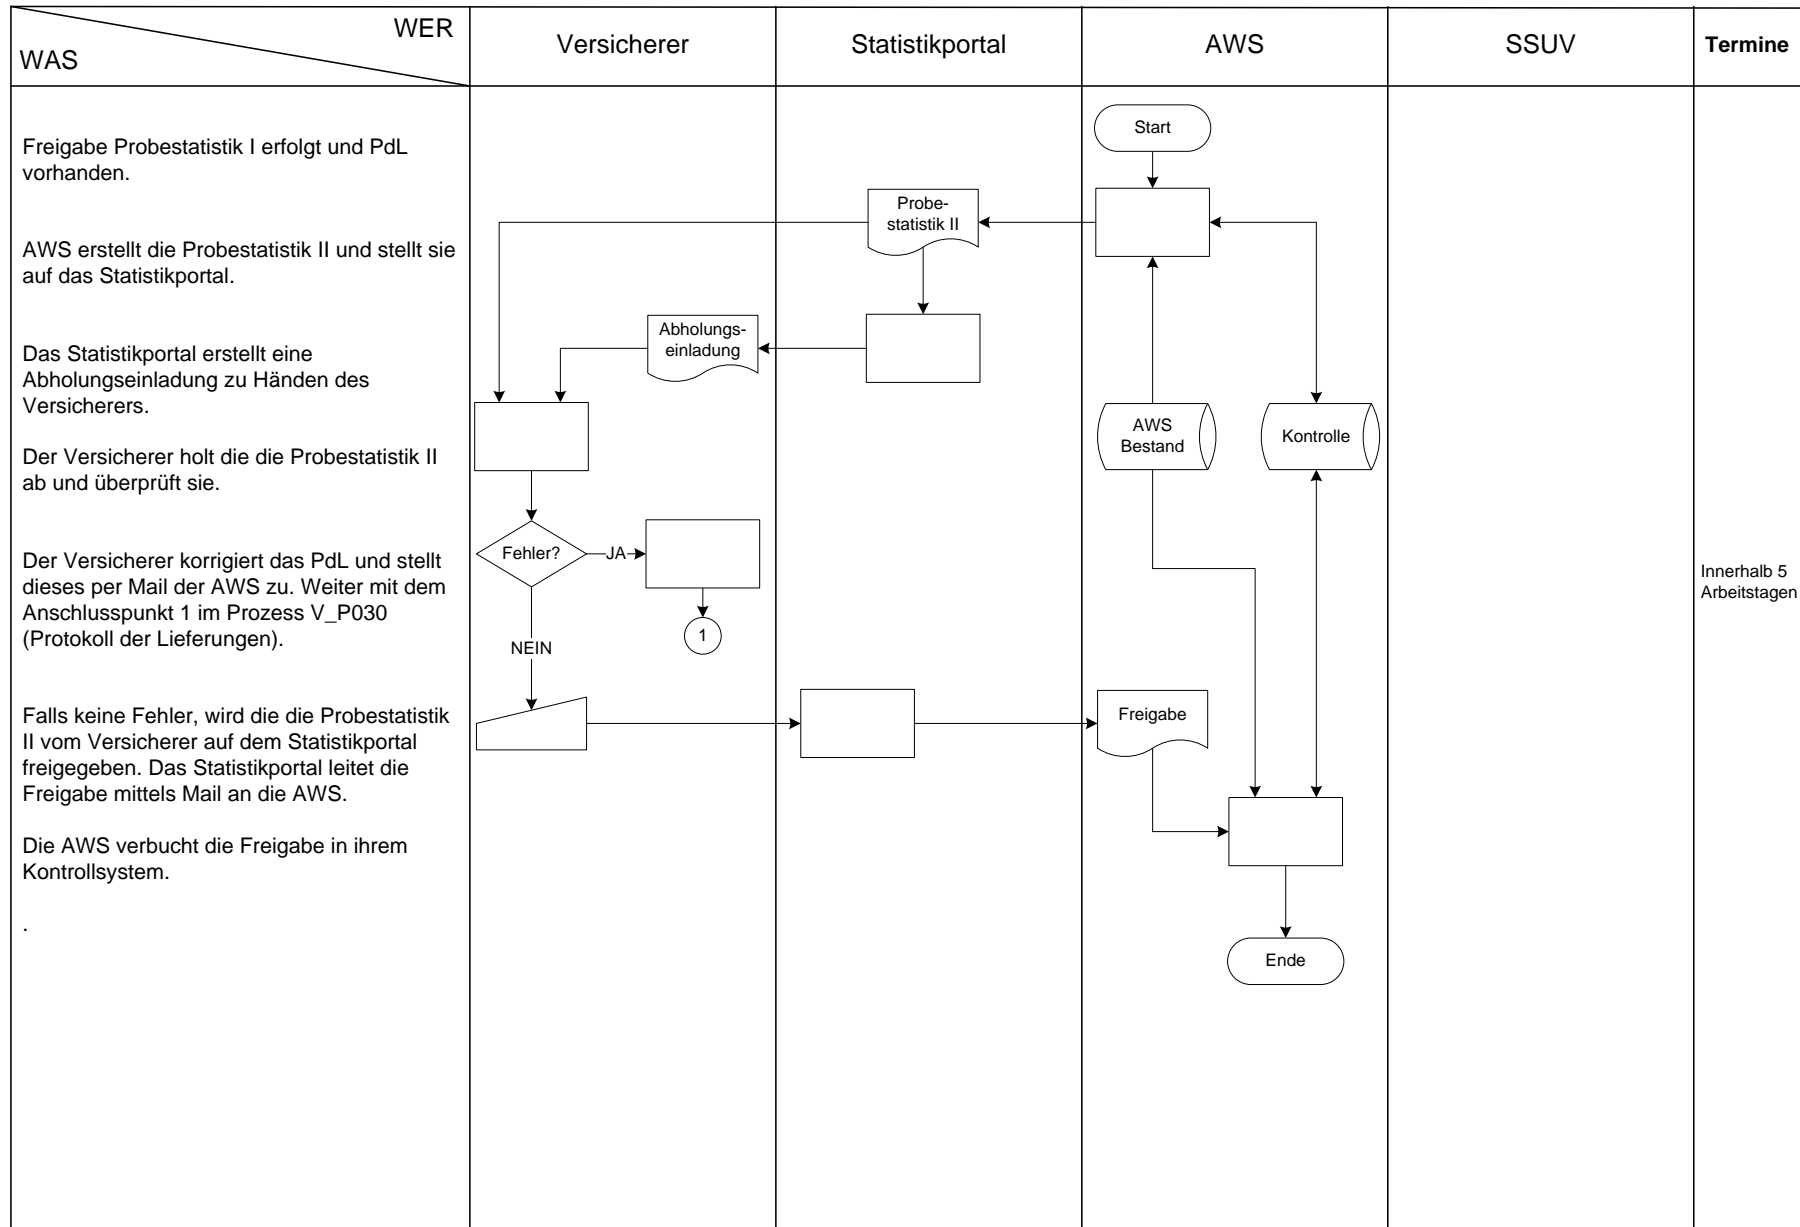 WER
WAS
Versicherer
Statistikportal
AWS
SSUV
Termine
Freigabe Probestatistik I erfolgt und PdL
vorhanden.
AWS erstellt die Probestatistik II und stellt sie
auf das Statistikportal.
Das Statistikportal erstellt eine
Abholungseinladung zu Händen des
Versicherers.
Der Versicherer holt die die Probestatistik II
ab und überprüft sie.
Der Versicherer korrigiert das PdL und stellt
dieses per Mail der AWS zu. Weiter mit dem
Anschlusspunkt 1 im Prozess V_P030
(Protokoll der Lieferungen).
Falls keine Fehler, wird die die Probestatistik
II vom Versicherer auf dem Statistikportal
freigegeben. Das Statistikportal leitet die
Freigabe mittels Mail an die AWS.
Die AWS verbucht die Freigabe in ihrem
Kontrollsystem.
.
Start
Probe-
statistik II
Abholungs-
einladung
AWS
Bestand
Kontrolle
Fehler?
JA
1
NEIN
Freigabe
Ende
Innerhalb 5
Arbeitstagen